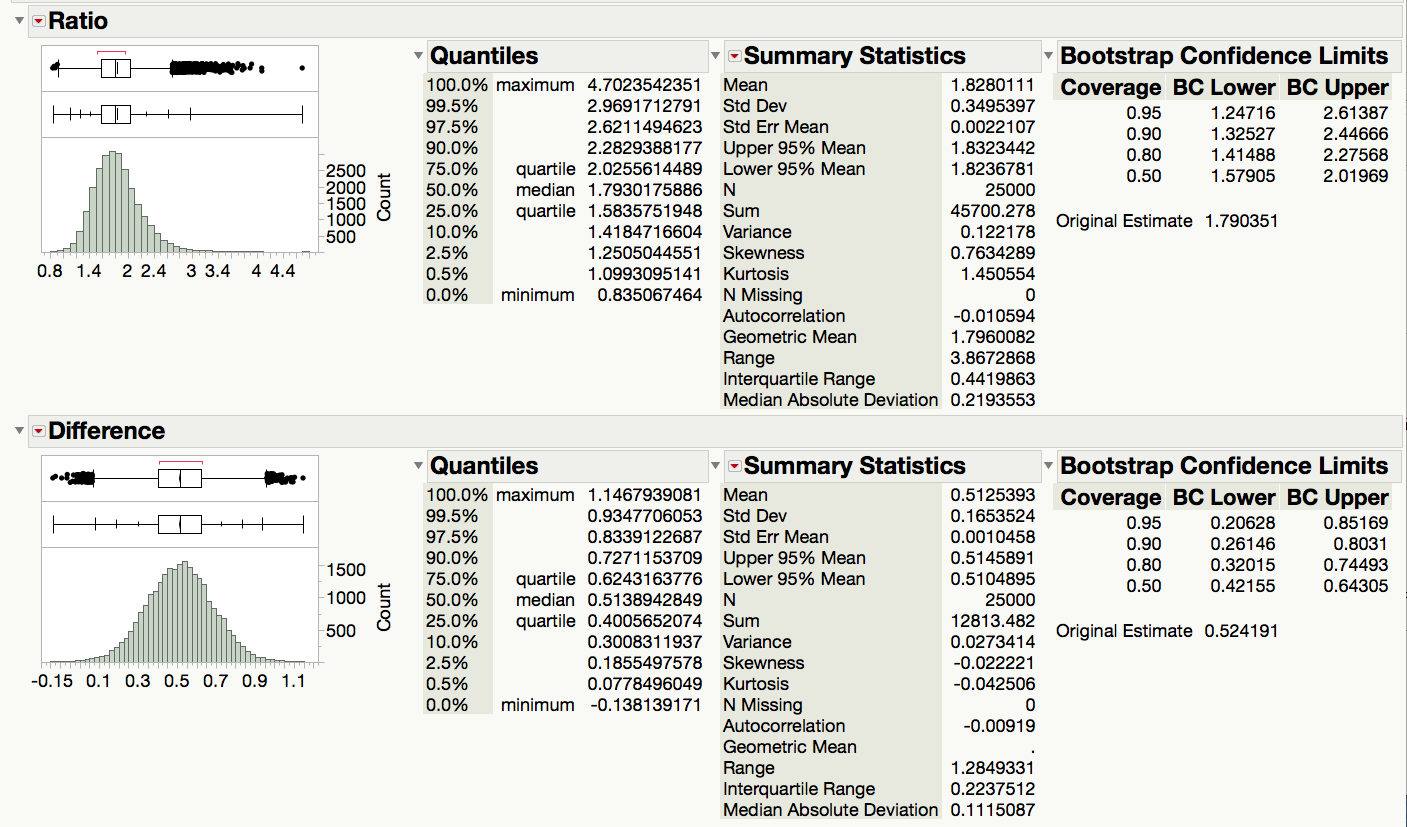 Ratio
Quantiles Summary Statistics Bootstrap Confidence Limits
100.0% maximum 4.7023542351 Mean 1.8280111 Coverage BC Lower BC Upper
99.5% 2.9691712791 Std Dev 0.3495397 0.95 1.24716 2.61387
97.5% 2.6211494623 Std Err Mean 0.0022107 0.90 1.32527 2.44666
90.0% 2.2829388177 Upper 95% Mean 1.8323442 0.80 1.41488 2.27568
75.0% quartile 2.0255614489 Lower 95% Mean 1.8236781 0.50 1.57905 2.01969
50.0% median 1.7930175886 N 25000
25.0% quartile 1.5835751948 Sum 45700.278 Original Estimate 1.790351
10.0% 1.4184716604 Variance 0.122178
2.5% 1.2505044551 Skewness 0.7634289
0.5% 1.0993095141 Kurtosis 1.450554
0.0% minimum 0.835067464 N Missing 0
Autocorrelation -0.010594
Geometric Mean 1.7960082
Range 3.8672868
Interquartile Range 0.4419863
Median Absolute Deviation 0.2193553
2500
2000
1500
1000
500
Count
0.8 1.4 2 2.4 3 3.4 4 4.4
Difference
Quantiles Summary Statistics Bootstrap Confidence Limits
100.0% maximum 1.1467939081 Mean 0.5125393 Coverage BC Lower BC Upper
99.5% 0.9347706053 Std Dev 0.1653524 0.95 0.20628 0.85169
97.5% 0.8339122687 Std Err Mean 0.0010458 0.90 0.26146 0.8031
90.0% 0.7271153709 Upper 95% Mean 0.5145891 0.80 0.32015 0.74493
75.0% quartile 0.6243163776 Lower 95% Mean 0.5104895 0.50 0.42155 0.64305
50.0% median 0.5138942849 N 25000
25.0% quartile 0.4005652074 Sum 12813.482 Original Estimate 0.524191
10.0% 0.3008311937 Variance 0.0273414
2.5% 0.1855497578 Skewness -0.022221
0.5% 0.0778496049 Kurtosis -0.042506
0.0% minimum -0.138139171 N Missing 0
Autocorrelation -0.00919
Geometric Mean .
Range 1.2849331
Interquartile Range 0.2237512
Median Absolute Deviation 0.1115087
1500
1000
500
Count
-0.15 0.1 0.3 0.5 0.7 0.9 1.1